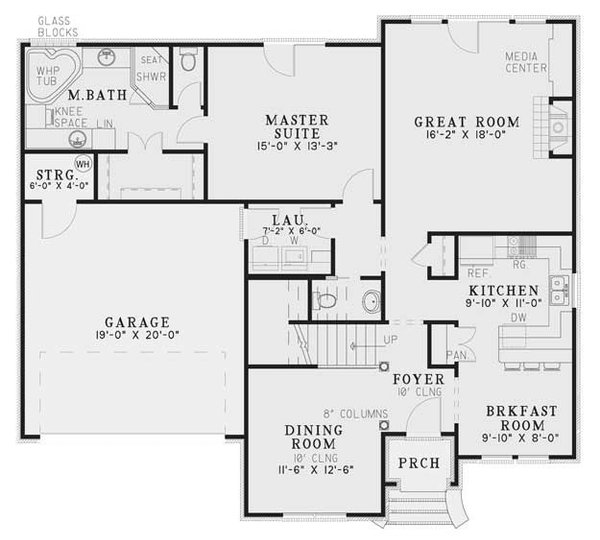 GLASS
BLOCKS
WHP
TUB
SEAT
SHWR
M.BATH
KNEE
SPACE
LIN
MASTER
SUITE
15'-0" X 13'-3"
MEDIA
CENTER
GREAT ROOM
16'-2" X 18'-0"
WH
STRG.
6'-0" X 4'-0"
LAU.
7'-2" X 6'-0"
D W
REF.
RG.
KITCHEN
9'-10" X 11'-0"
DW
GARAGE
19'-0" X 20'-0"
UP
PAN.
FOYER
10' CLNG
8" COLUMNS
DINING
ROOM
10' CLNG
11'-6" X 12'-6"
BRKFAST
ROOM
9'-10" X 8'-0"
PRCH